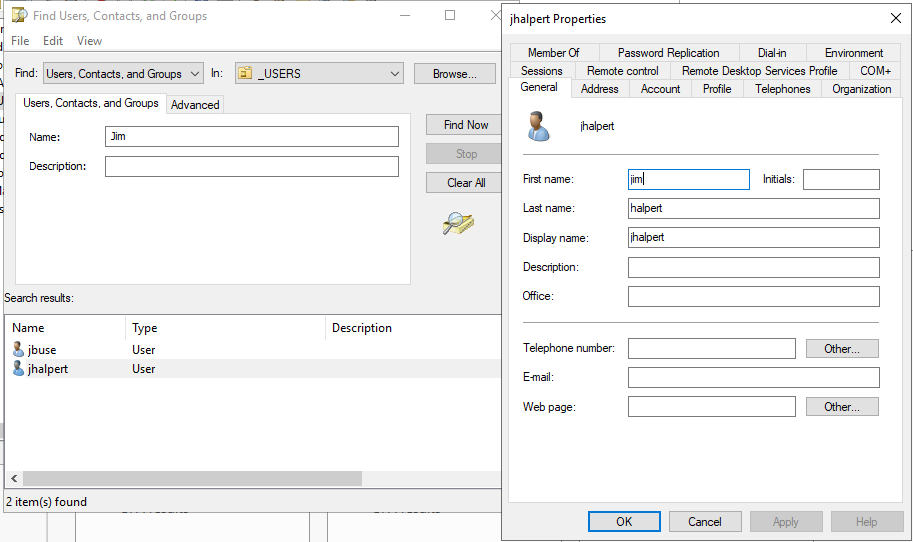 Find Users, Contacts, and Groups
File Edit View
Find: Users, Contacts, and Groups In: _USERS Browse...
Users, Contacts, and Groups Advanced
Name: Jim
Description:
Find Now
Stop
Clear All
Search results:
Name Type Description
jbuse User
jhalpert User
2 item(s) found
jhalpert Properties
Member Of Password Replication Dial-in Environment
Sessions Remote control Remote Desktop Services Profile COM+
General Address Account Profile Telephones Organization
jhalpert
First name: jim Initials:
Last name: halpert
Display name: jhalpert
Description:
Office:
Telephone number: Other...
E-mail:
Web page: Other...
OK Cancel Apply Help